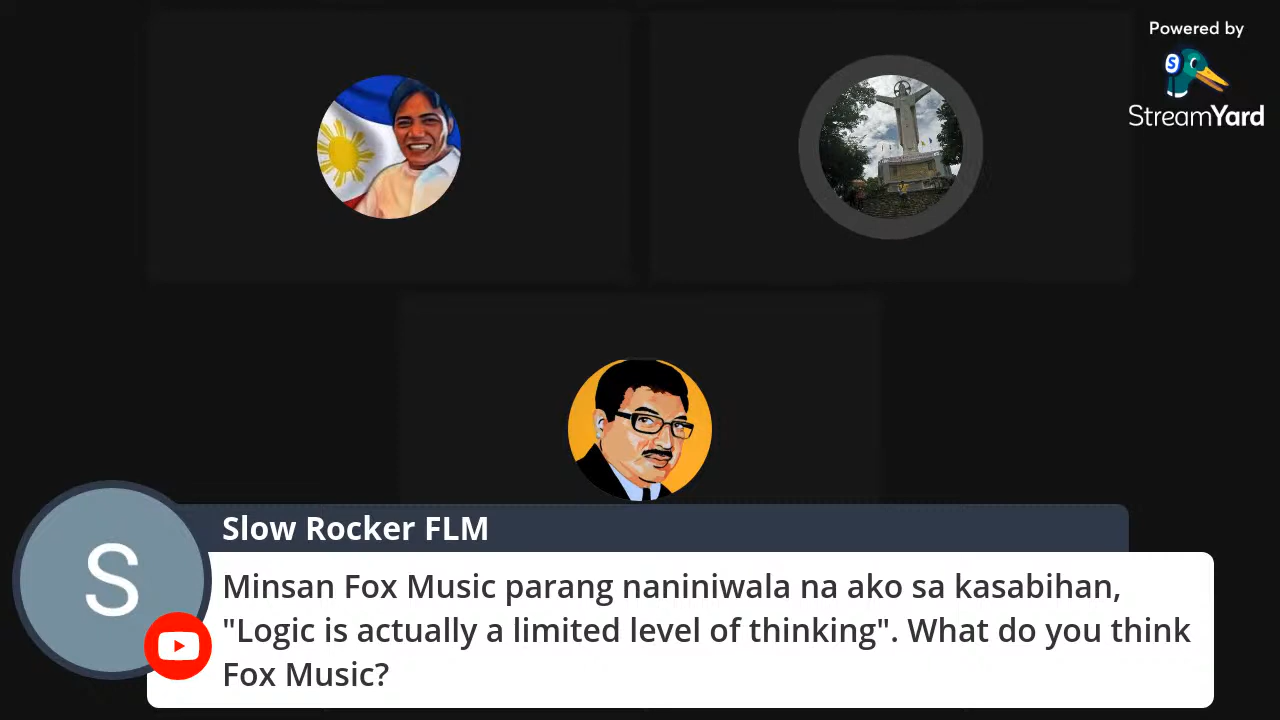 Powered by
StreamYard
Slow Rocker FLM
Minsan Fox Music parang naniniwala na ako sa kasabihan,
"Logic is actually a limited level of thinking". What do you think
Fox Music?
S
S